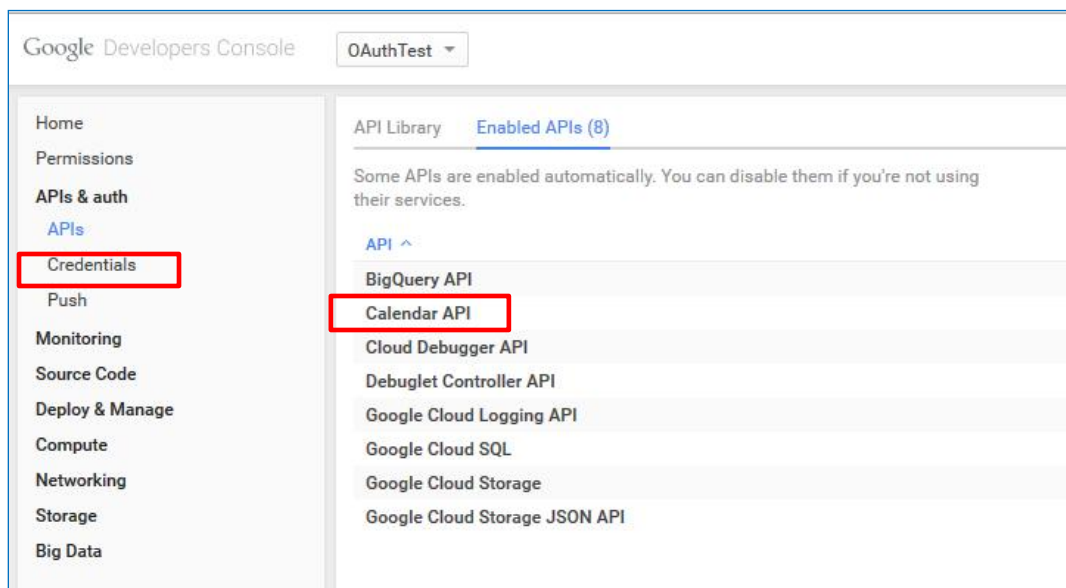 Google Developers Console
OAuthTest
Home
Permissions
APIs & auth
APIs
Credentials
Push
Monitoring
Source Code
Deploy & Manage
Compute
Networking
Storage
Big Data
API Library
Enabled APIs (8)
Some APIs are enabled automatically. You can disable them if you're not using
their services.
API
BigQuery API
Calendar API
Cloud Debugger API
Debuglet Controller API
Google Cloud Logging API
Google Cloud SQL
Google Cloud Storage
Google Cloud Storage JSON API